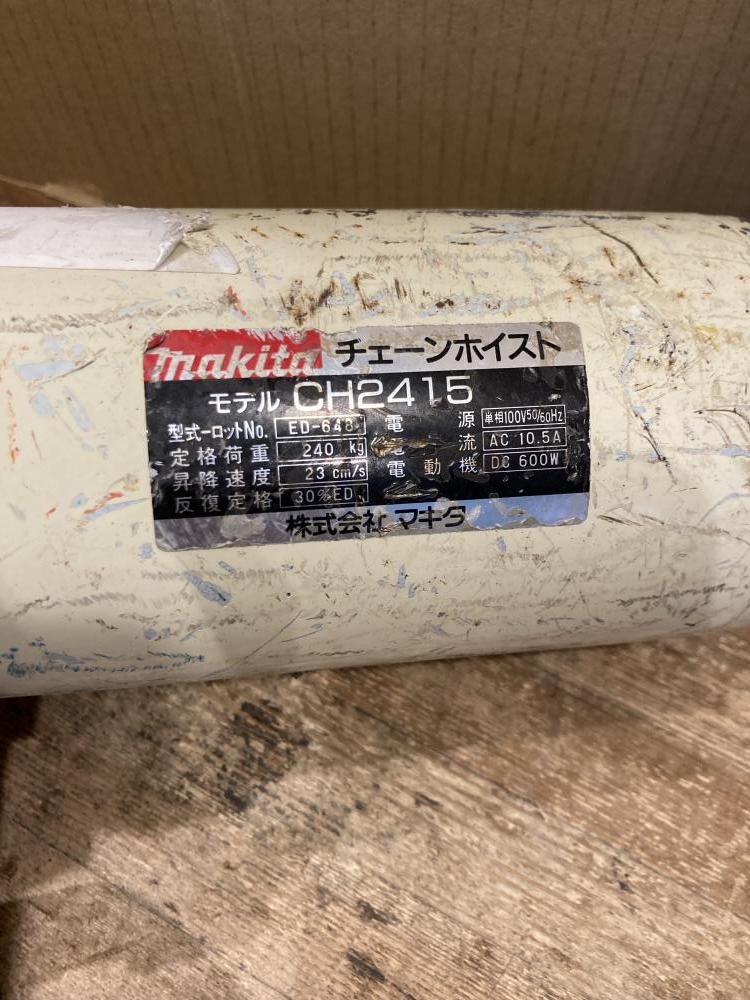 makita チェーンホイスト
モデル CH2415
型式ーロットNo. ED-648 電源 単相100V50/60Hz
定格荷重 240 kg 電流 AC 10.5A
昇降速度 23 cm/s 電動機 DC 600W
反復定格 30%ED
株式会社 マキタ